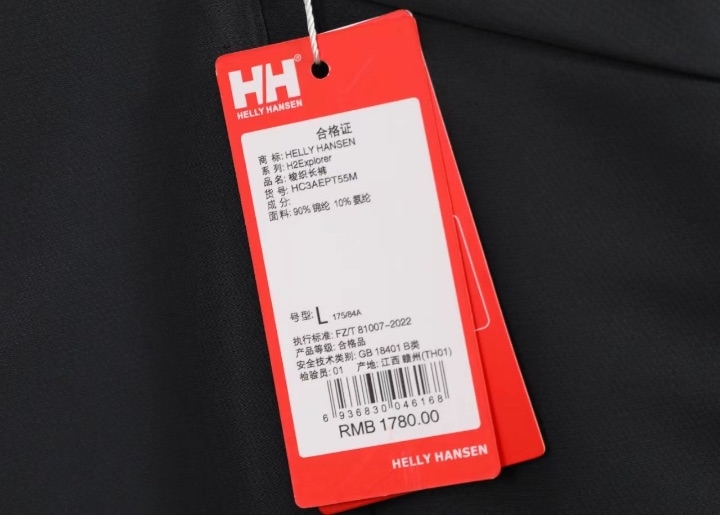 HH®
HELLY HANSEN
合格证
商 标: HELLY HANSEN
系 列: H2Explorer
品 名: 梭织长裤
货 号: HC3AEPT55M
成 分:
面料: 90% 锦纶 10% 氨纶
号型: L 175/84A
执行标准: FZ/T 81007-2022
产品等级: 合格品
安全技术类别: GB 18401 B类
检验员: 01 产地: 江西 赣州(TH01)
6 936830 046168
RMB 1780.00
HELLY HANSEN